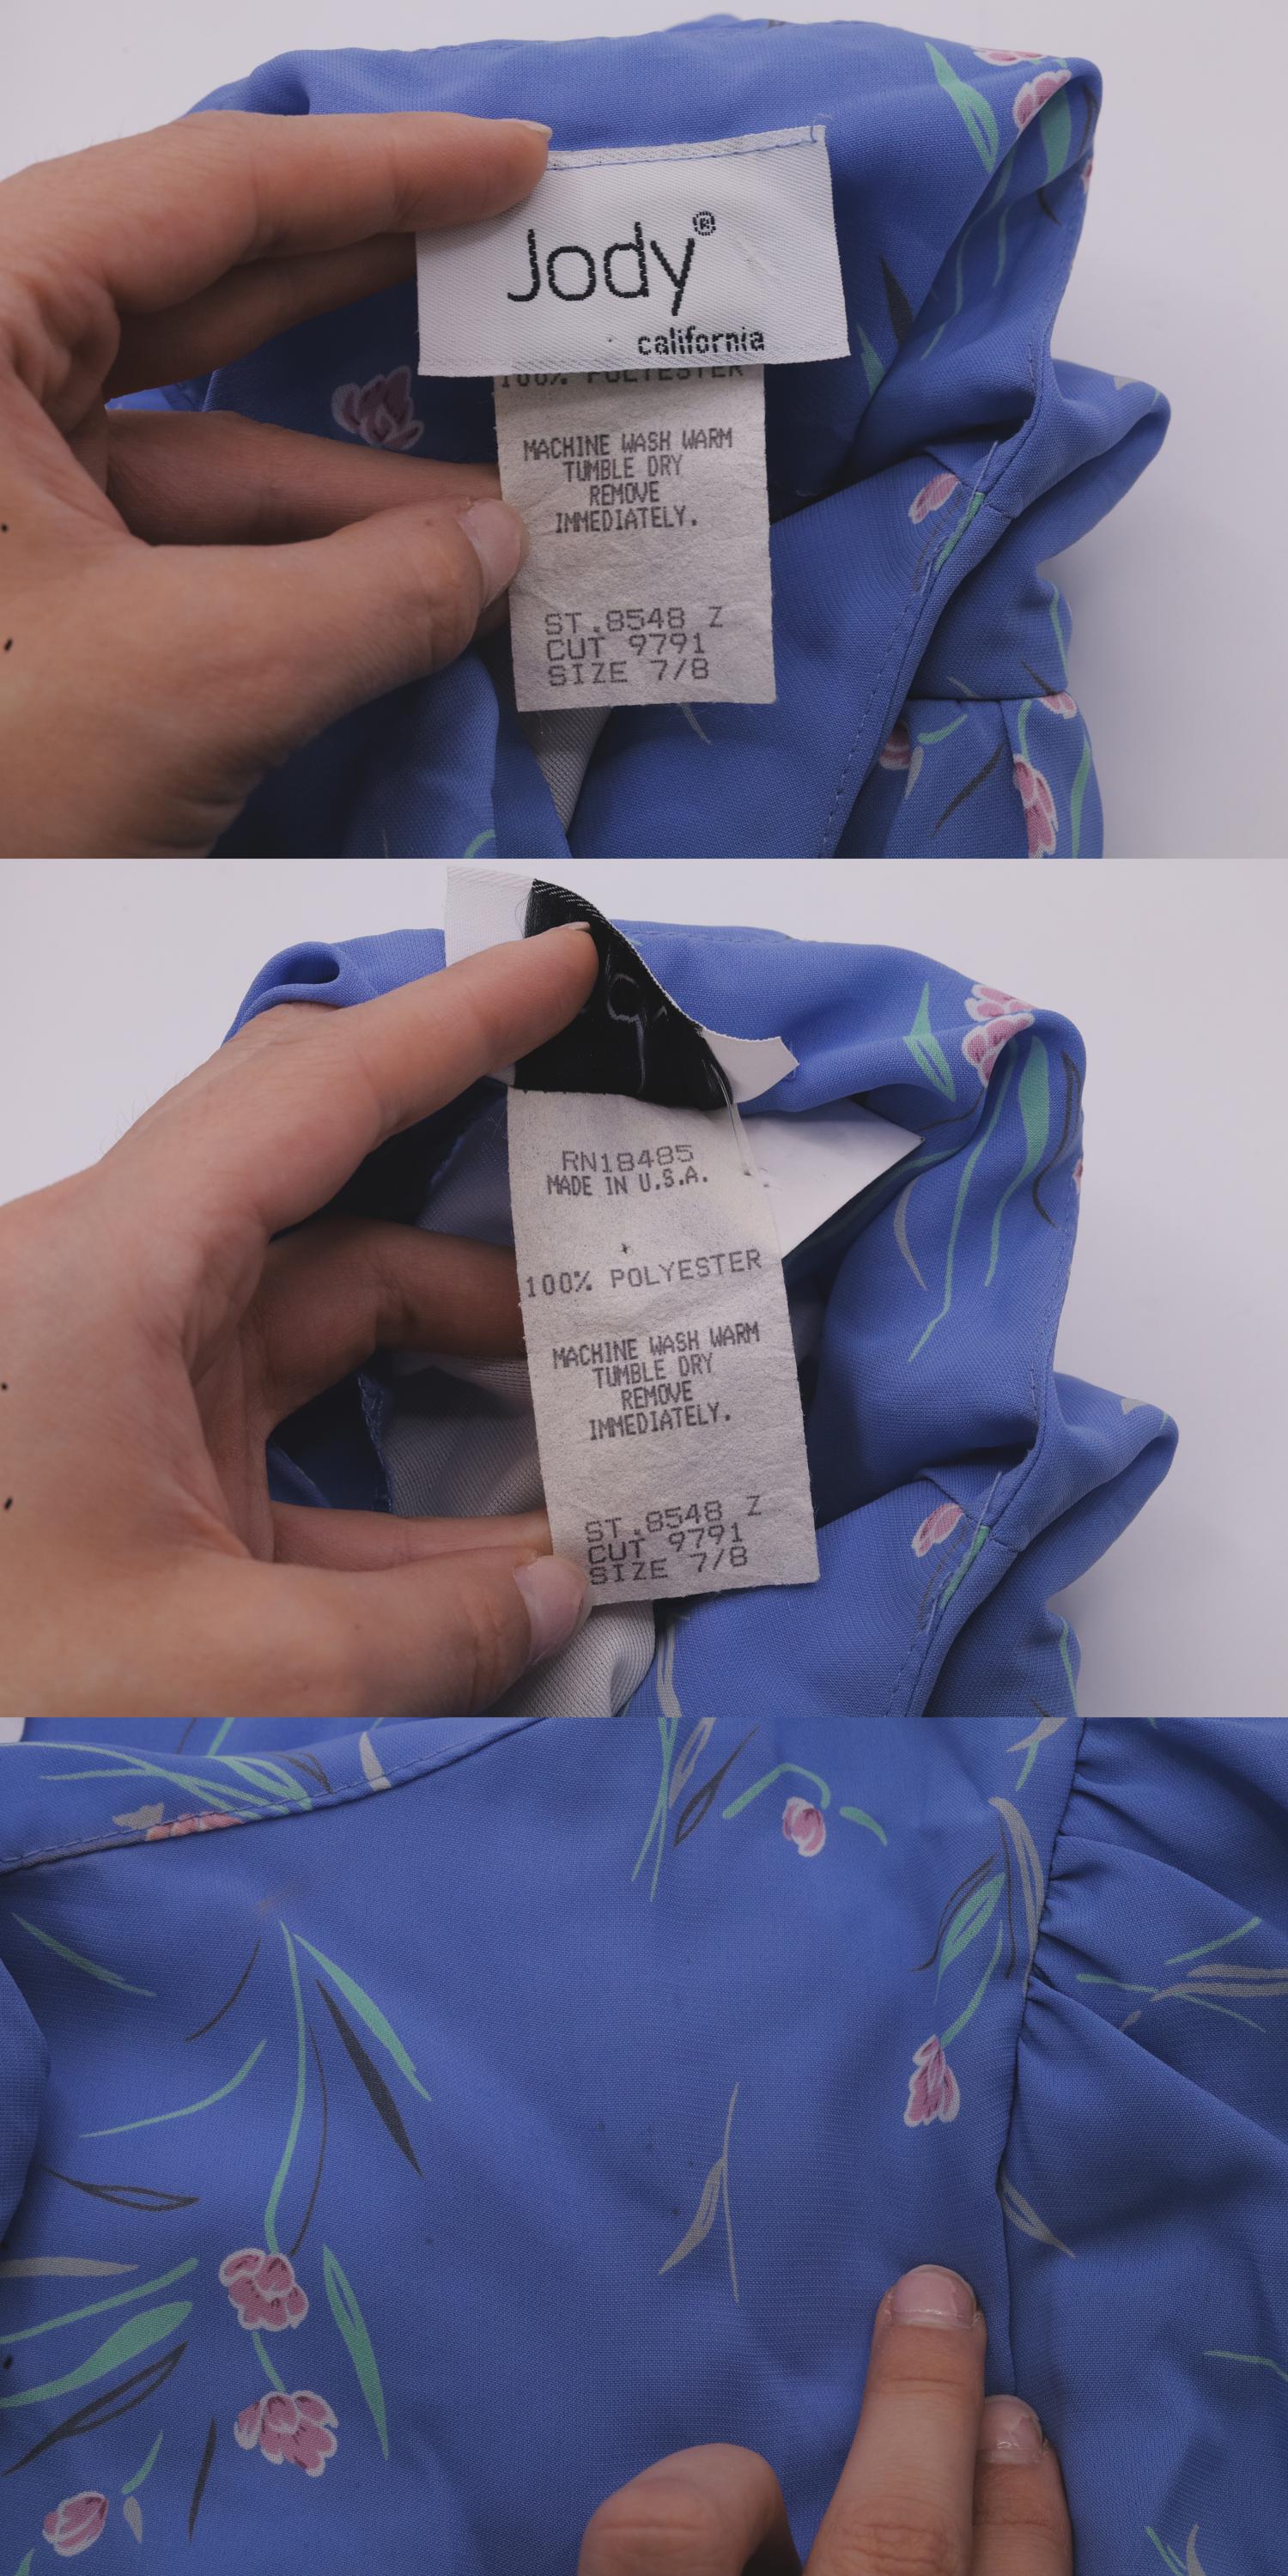 Jody®
california
100% POLYESTER
MACHINE WASH WARM
TUMBLE DRY
REMOVE
IMMEDIATELY.
ST.8548 Z
CUT 9791
SIZE 7/8
RN18485
MADE IN U.S.A.
100% POLYESTER
MACHINE WASH WARM
TUMBLE DRY
REMOVE
IMMEDIATELY.
ST.8548 Z
CUT 9791
SIZE 7/8